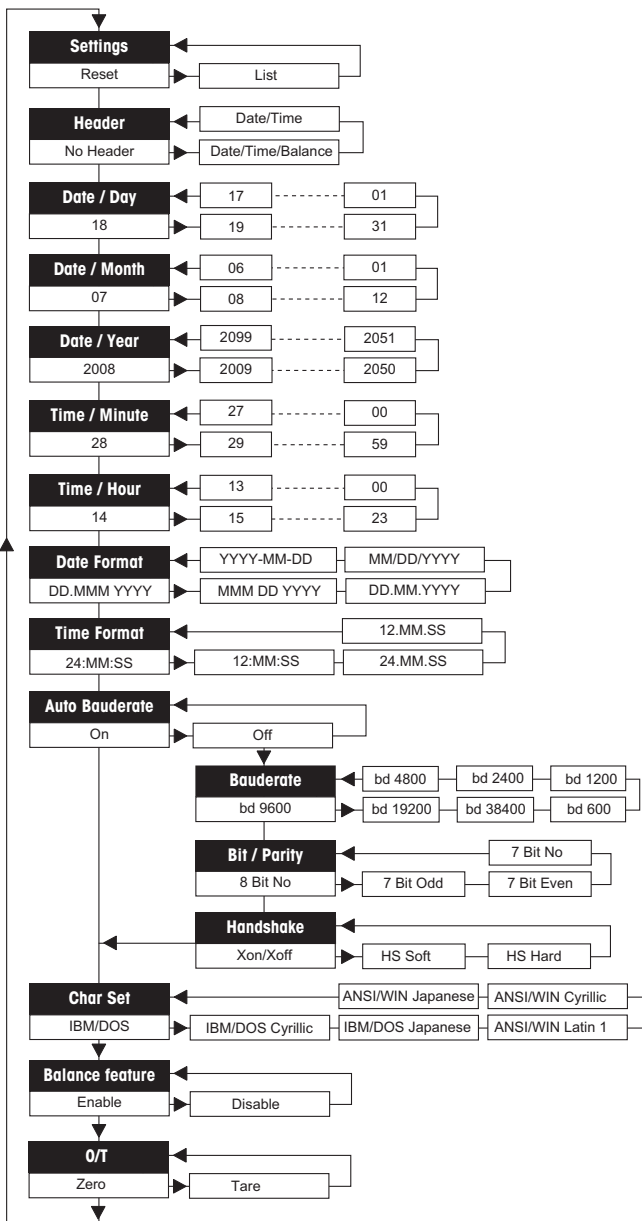 Settings
Reset
List
Header
Date/Time
No Header
Date/Time/Balance
Date / Day
17
01
18
19
31
Date / Month
06
01
07
08
12
Date / Year
2099
2051
2008
2009
2050
Time / Minute
27
00
28
29
59
Time / Hour
13
00
14
15
23
Date Format
YYYY-MM-DD
MM/DD/YYYY
DD.MMM YYYY
MMM DD YYYY
DD.MM.YYYY
Time Format
12.MM.SS
24:MM:SS
12:MM:SS
24.MM.SS
Auto Bauderate
On
Off
Bauderate
bd 4800
bd 2400
bd 1200
bd 9600
bd 19200
bd 38400
bd 600
Bit / Parity
7 Bit No
8 Bit No
7 Bit Odd
7 Bit Even
Handshake
Xon/Xoff
HS Soft
HS Hard
Char Set
ANSI/WIN Japanese
ANSI/WIN Cyrillic
IBM/DOS
IBM/DOS Cyrillic
IBM/DOS Japanese
ANSI/WIN Latin 1
Balance feature
Enable
Disable
O/T
Zero
Tare